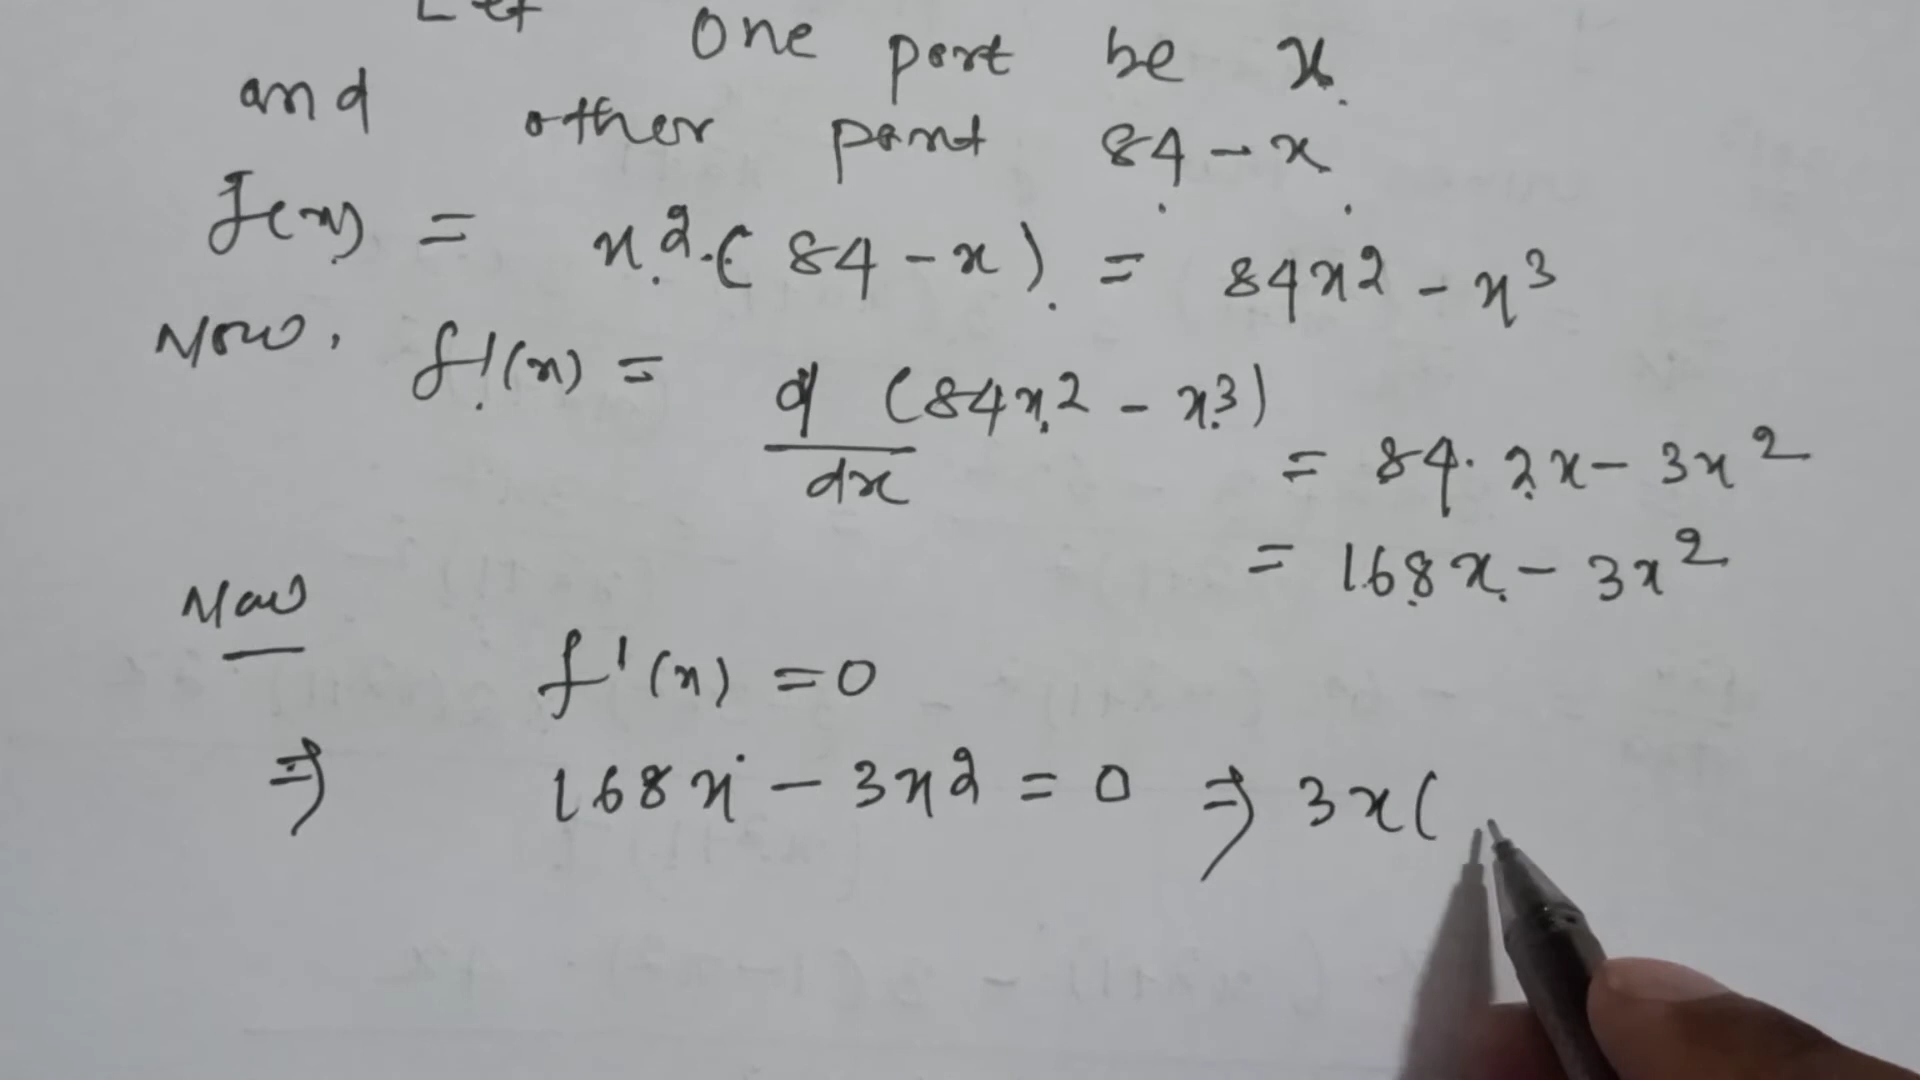 Let one part be x.
and other part 84 - x
f(x) = x².(84 - x) = 84x² - x³
Now, f'(x) = d/dx (84x² - x³)
= 84. 2x - 3x²
= 168x - 3x²
Now
f'(x) = 0
⇒ 168x - 3x² = 0 ⇒ 3x(